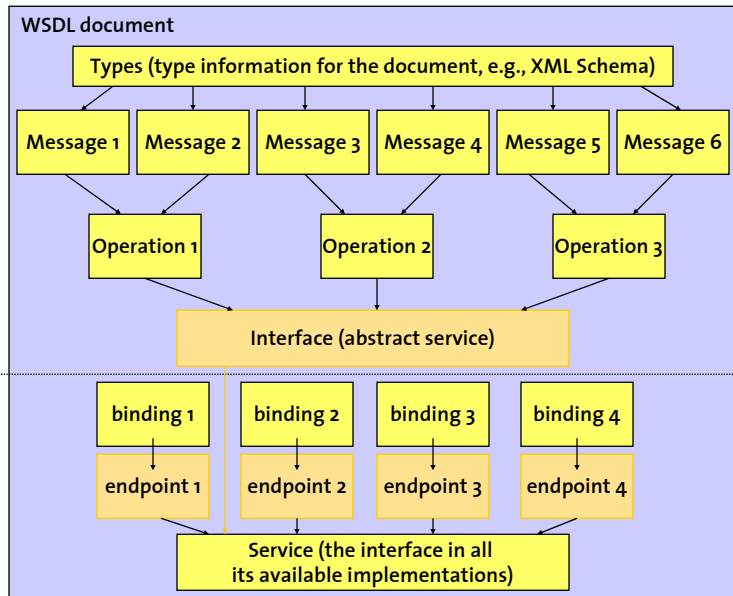 WSDL document
Types (type information for the document, e.g., XML Schema)
Message 1
Message 2
Message 3
Message 4
Message 5
Message 6
Operation 1
Operation 2
Operation 3
Interface (abstract service)
binding 1
binding 2
binding 3
binding 4
endpoint 1
endpoint 2
endpoint 3
endpoint 4
Service (the interface in all
its available implementations)